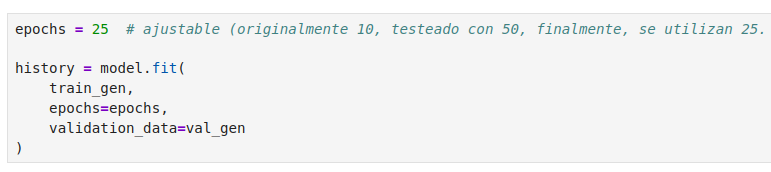 epochs = 25  # ajustable (originalmente 10, testeado con 50, finalmente, se utilizan 25.
history = model.fit(
    train_gen,
    epochs=epochs,
    validation_data=val_gen
)